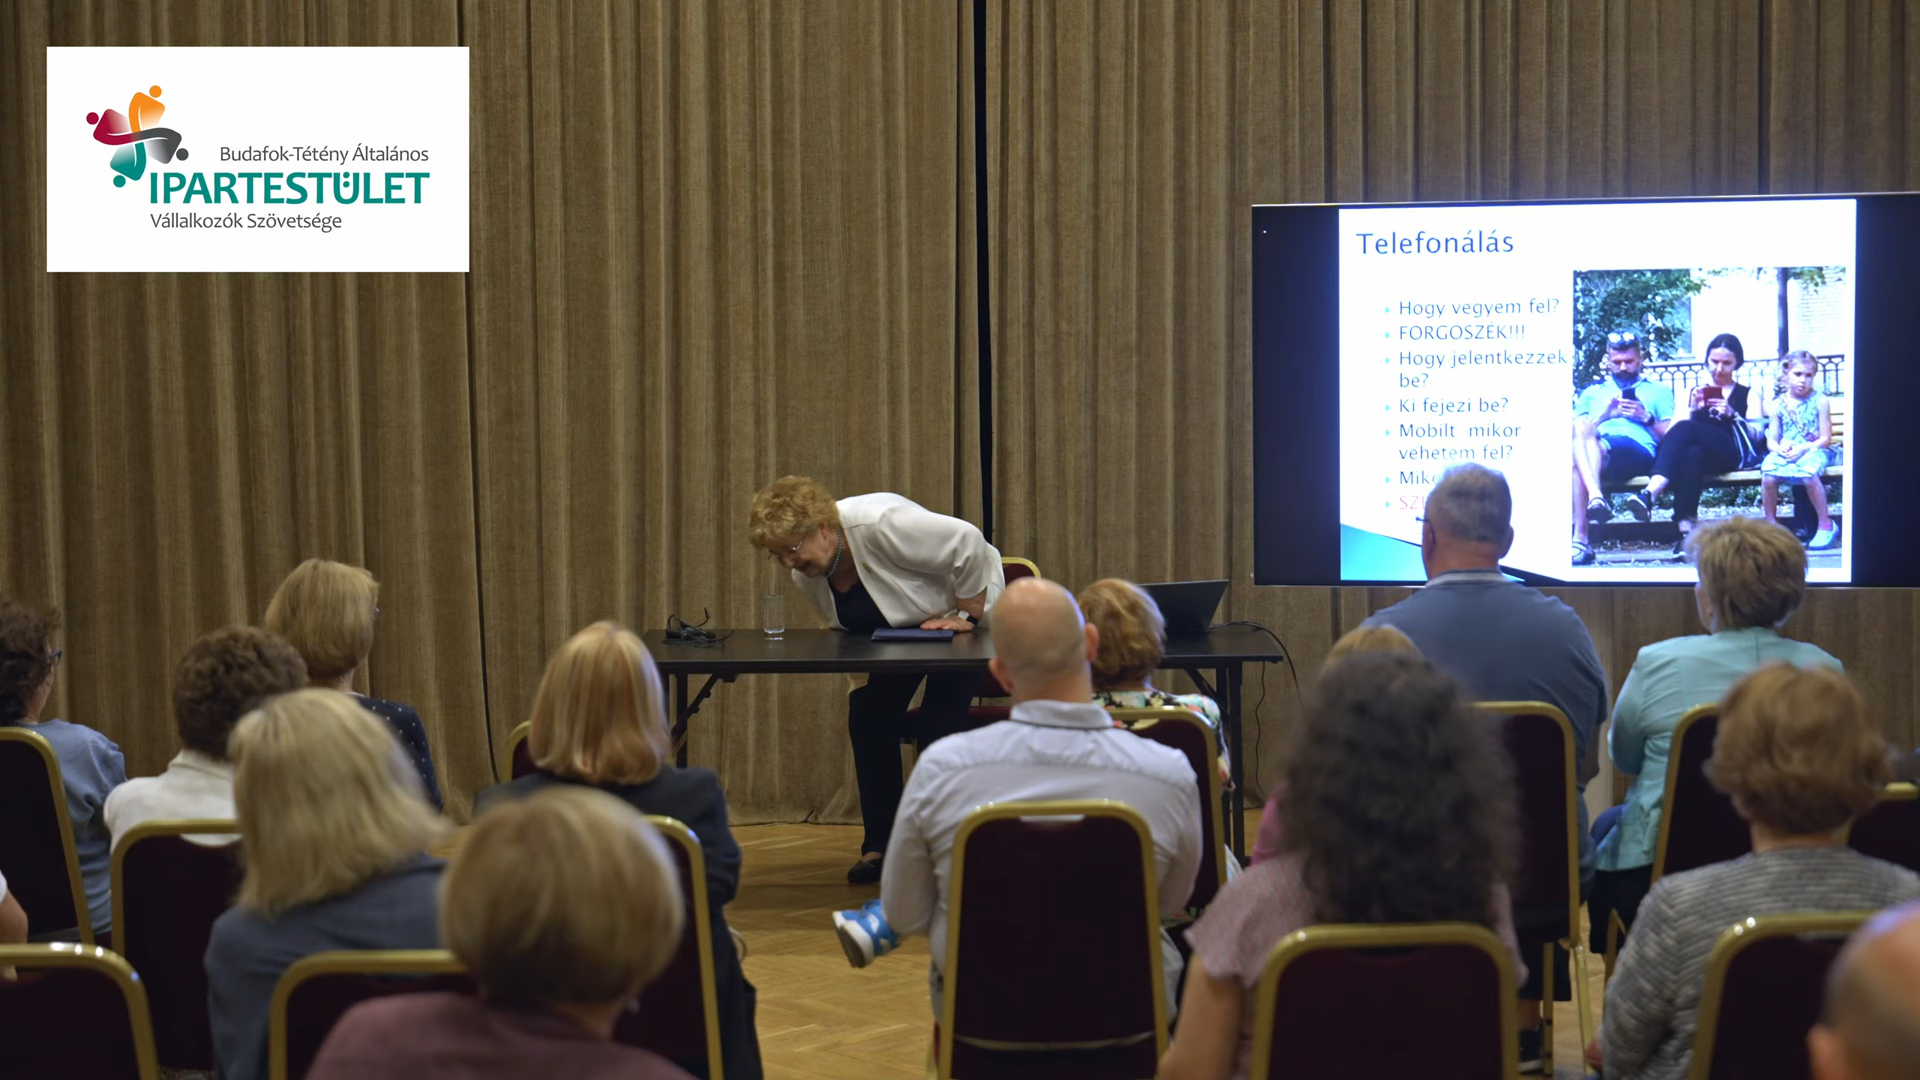 Budafok-Tétény Általános
IPARTESTÜLET
Vállalkozók Szövetsége
Telefonálás
Hogy vegyem fel?
FORGÓSZÉK!!!
Hogy jelentkezzek
be?
Ki fejezi be?
Mobilt mikor
vehetem fel?